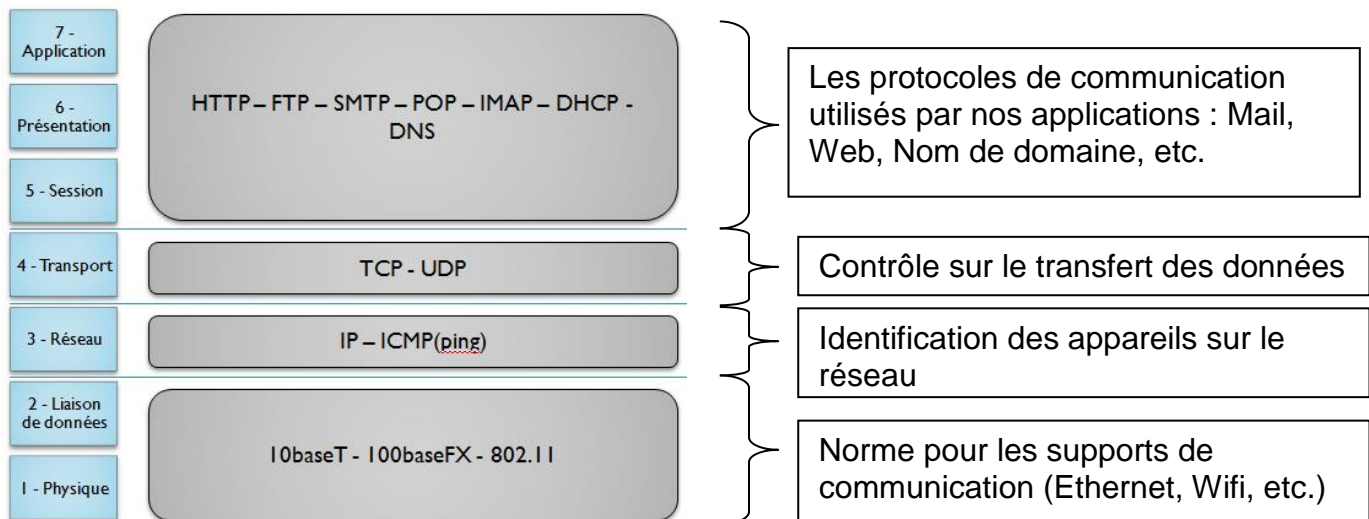 7 -
Application
6 -
Présentation
5 - Session
HTTP – FTP – SMTP – POP – IMAP – DHCP -
DNS
Les protocoles de communication
utilisés par nos applications : Mail,
Web, Nom de domaine, etc.
4 - Transport
TCP - UDP
Contrôle sur le transfert des données
3 - Réseau
IP – ICMP(ping)
Identification des appareils sur le
réseau
2 - Liaison
de données
1 - Physique
10baseT - 100baseFX - 802.11
Norme pour les supports de
communication (Ethernet, Wifi, etc.)